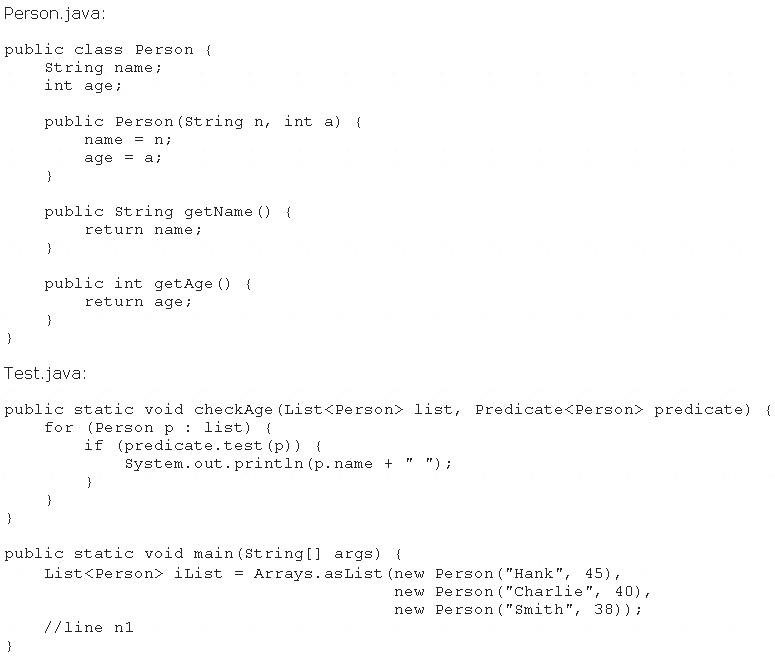 Person.java:
public class Person {
    String name;
    int age;
    public Person(String n, int a) {
        name = n;
        age = a;
    }
    public String getName() {
        return name;
    }
    public int getAge() {
        return age;
    }
}
Test.java:
public static void checkAge(List<Person> list, Predicate<Person> predicate) {
    for (Person p : list) {
        if (predicate.test(p)) {
            System.out.println(p.name + " ");
        }
    }
}
public static void main(String[] args) {
    List<Person> iList = Arrays.asList(new Person("Hank", 45),
                                       new Person("Charlie", 40),
                                       new Person("Smith", 38));
    //line n1
}